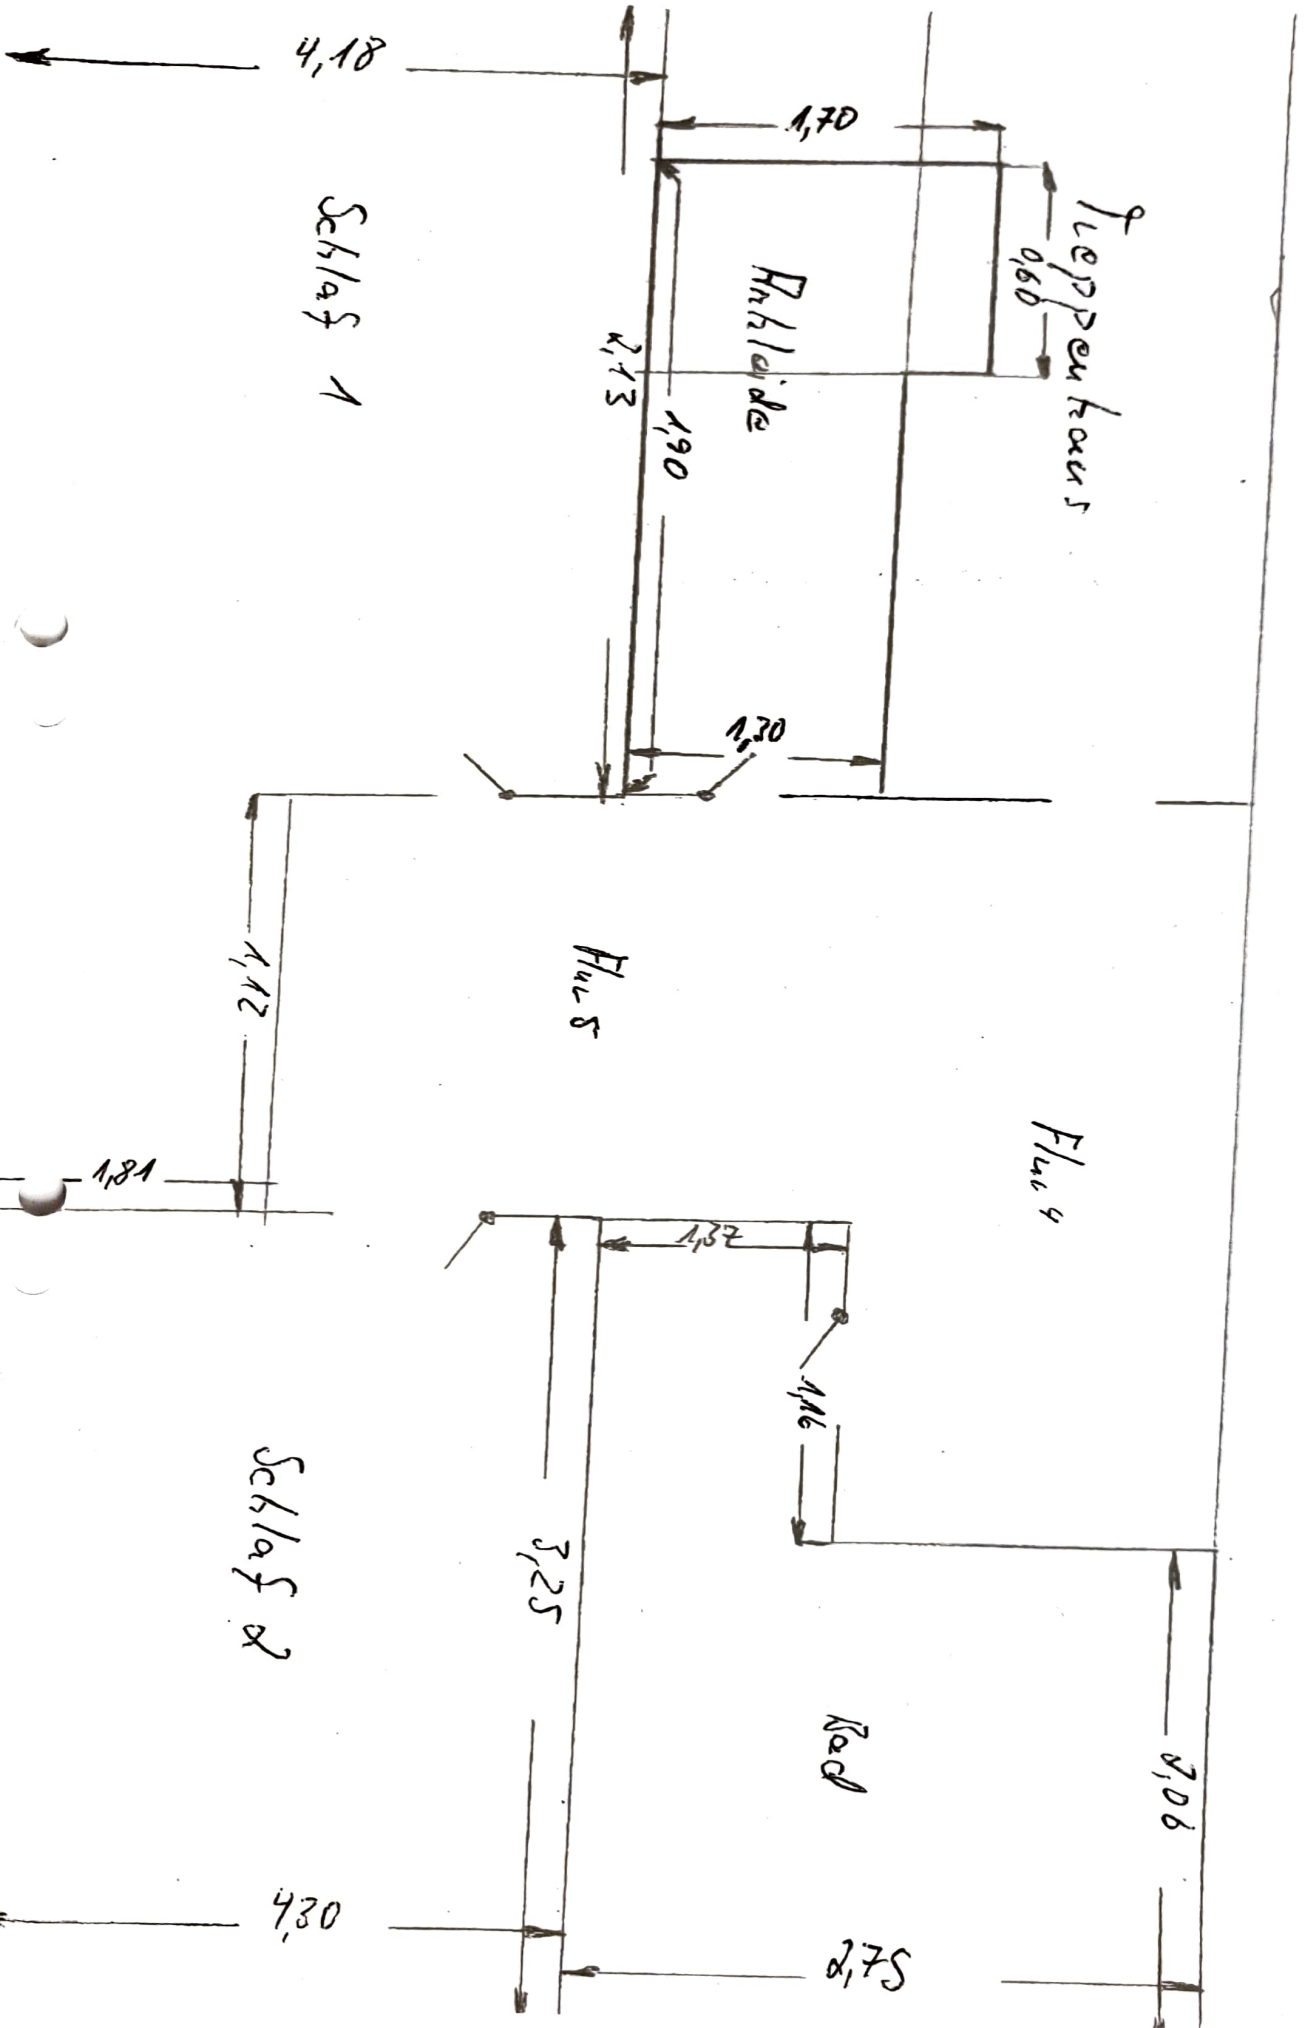 4,18
1,70
Treppenhaus
0,60
Ankleide
Schlaf 1
2,13
1,90
1,30
Flur 5
1,12
Flur 4
1,81
1,37
1,16
3,25
Schlaf 2
Bad
2,06
4,30
2,75